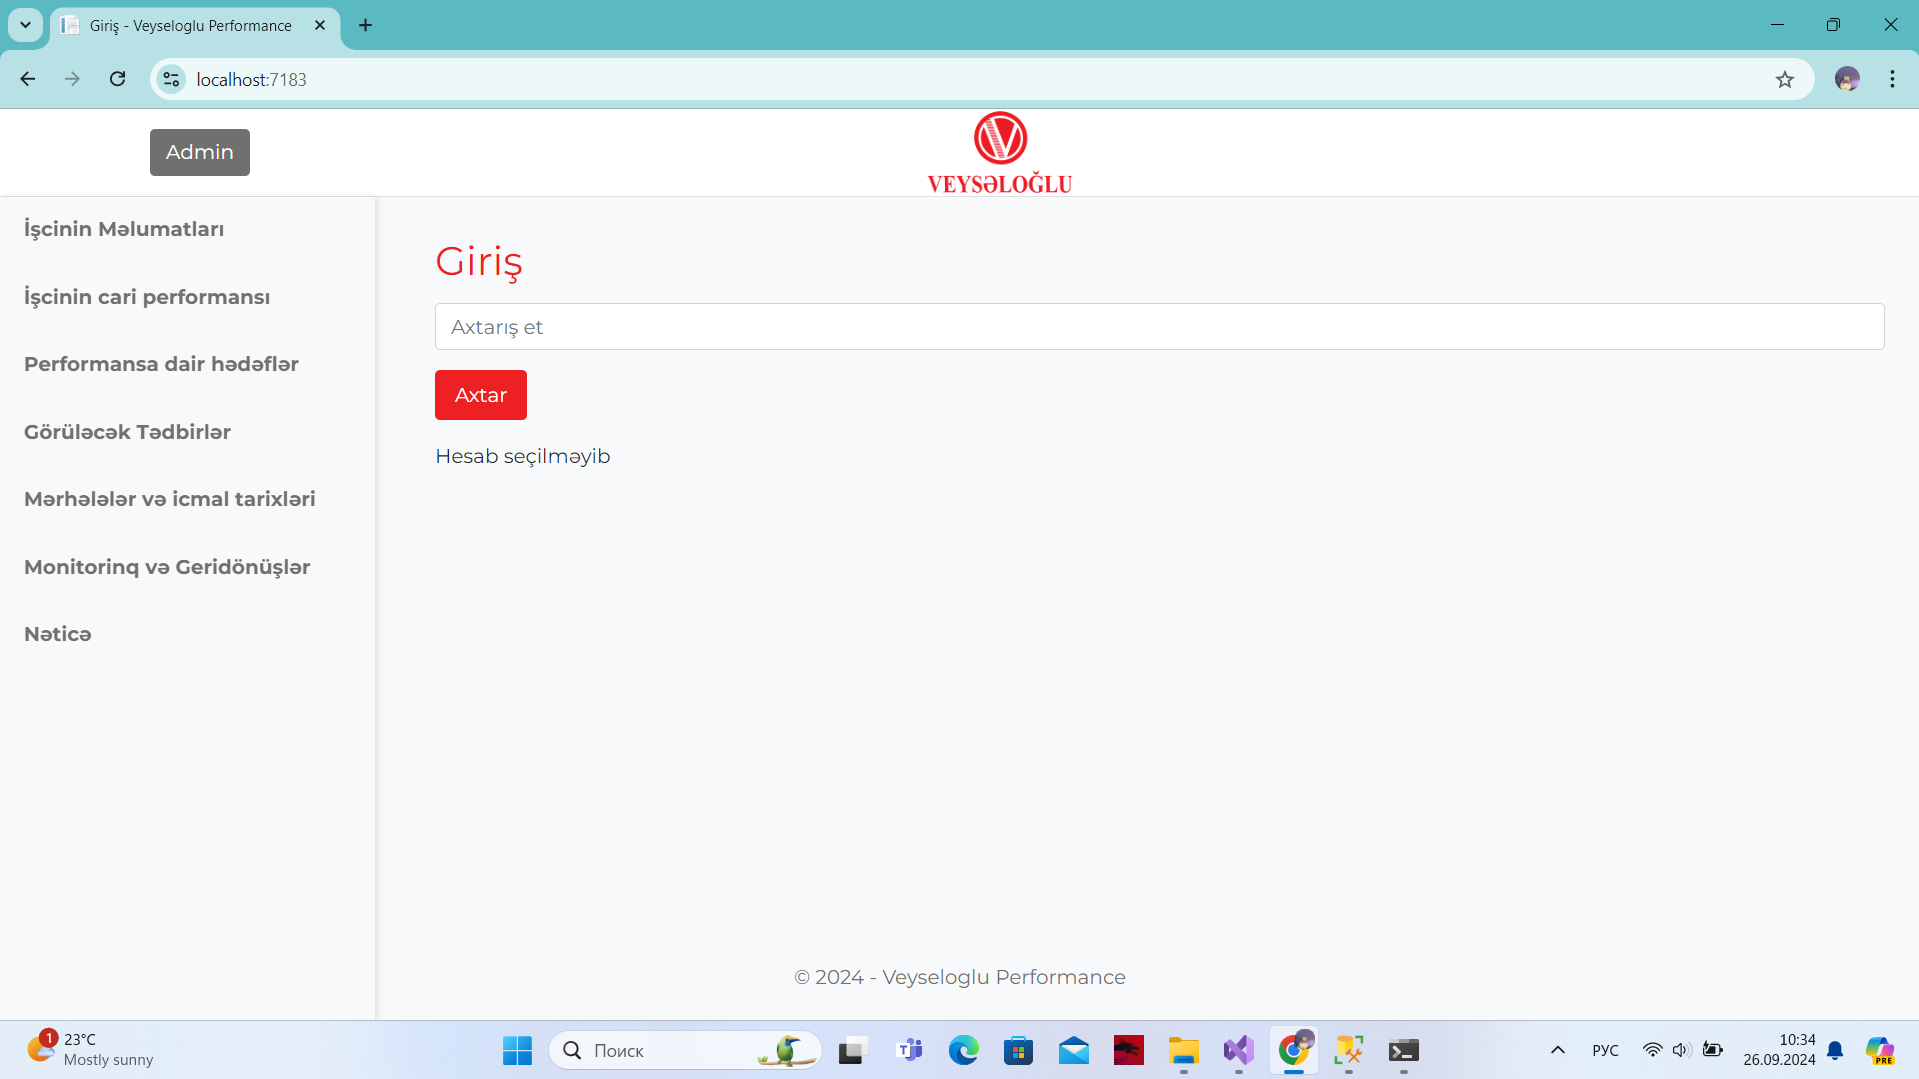 Giriş - Veyseloglu Performance
localhost:7183
Admin
VEYSƏLOĞLU
İşcinin Məlumatları
İşcinin cari performansı
Performansa dair hədəflər
Görüləcək Tədbirlər
Mərhələlər və icmal tarixləri
Monitorinq və Geridönüşlər
Nəticə
Giriş
Axtarış et
Axtar
Hesab seçilməyib
© 2024 - Veyseloglu Performance
1
23°C
Mostly sunny
Поиск
РУС
10:34
26.09.2024
PRE